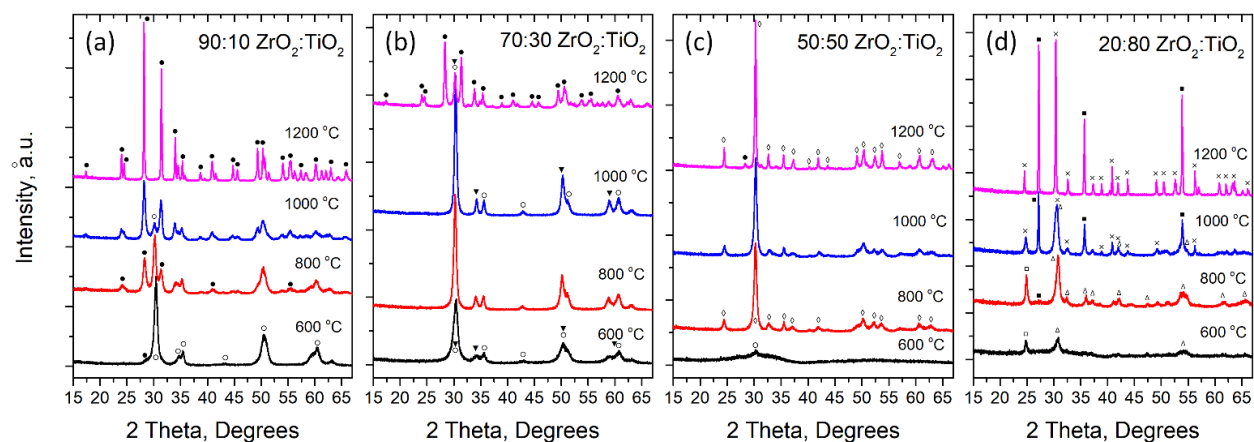 (a) 90:10 ZrO₂:TiO₂
1200 °C
1000 °C
800 °C
600 °C
15 20 25 30 35 40 45 50 55 60 65
2 Theta, Degrees
Intensity, a.u.
(b) 70:30 ZrO₂:TiO₂
1200 °C
1000 °C
800 °C
600 °C
15 20 25 30 35 40 45 50 55 60 65
2 Theta, Degrees
(c) 50:50 ZrO₂:TiO₂
1200 °C
1000 °C
800 °C
600 °C
15 20 25 30 35 40 45 50 55 60 65
2 Theta, Degrees
(d) 20:80 ZrO₂:TiO₂
1200 °C
1000 °C
800 °C
600 °C
15 20 25 30 35 40 45 50 55 60 65
2 Theta, Degrees